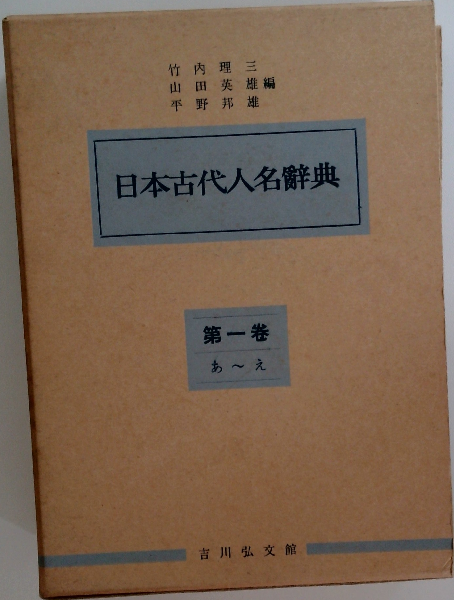 竹内理三
山田英雄編
平野邦雄
日本古代人名辭典
第一巻
あ～え
吉川弘文館